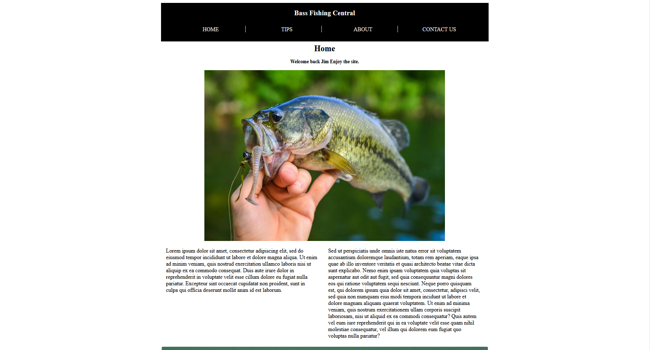 Bass Fishing Central
HOME
TIPS
ABOUT
CONTACT US
Home
Welcome back Jim Enjoy the site.
Lorem ipsum dolor sit amet, consectetur adipiscing elit, sed do
eiusmod tempor incididunt ut labore et dolore magna aliqua. Ut enim
ad minim veniam, quis nostrud exercitation ullamco laboris nisi ut
aliquip ex ea commodo consequat. Duis aute irure dolor in
reprehenderit in voluptate velit esse cillum dolore eu fugiat nulla
pariatur. Excepteur sint occaecat cupidatat non proident, sunt in
culpa qui officia deserunt mollit anim id est laborum.
Sed ut perspiciatis unde omnis iste natus error sit voluptatem
accusantium doloremque laudantium, totam rem aperiam, eaque ipsa
quae ab illo inventore veritatis et quasi architecto beatae vitae dicta
sunt explicabo. Nemo enim ipsam voluptatem quia voluptas sit
aspernatur aut odit aut fugit, sed quia consequuntur magni dolores
eos qui ratione voluptatem sequi nesciunt. Neque porro quisquam
est, qui dolorem ipsum quia dolor sit amet, consectetur, adipisci velit,
sed quia non numquam eius modi tempora incidunt ut labore et
dolore magnam aliquam quaerat voluptatem. Ut enim ad minima
veniam, quis nostrum exercitationem ullam corporis suscipit
laboriosam, nisi ut aliquid ex ea commodi consequatur? Quis autem
vel eum iure reprehenderit qui in ea voluptate velit esse quam nihil
molestiae consequatur, vel illum qui dolorem eum fugiat quo
voluptas nulla pariatur?